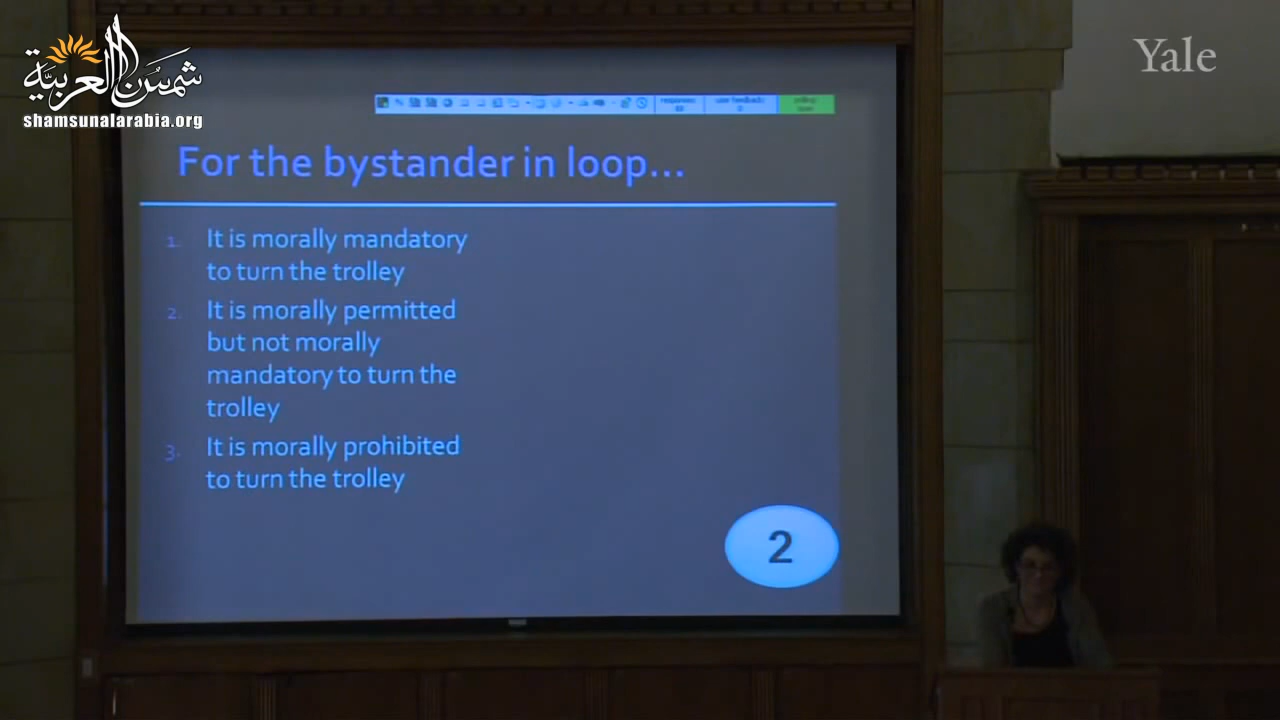 شمس العربية
shamsunalarabia.org
Yale
For the bystander in loop...
1. It is morally mandatory
to turn the trolley
2. It is morally permitted
but not morally
mandatory to turn the
trolley
3. It is morally prohibited
to turn the trolley
2